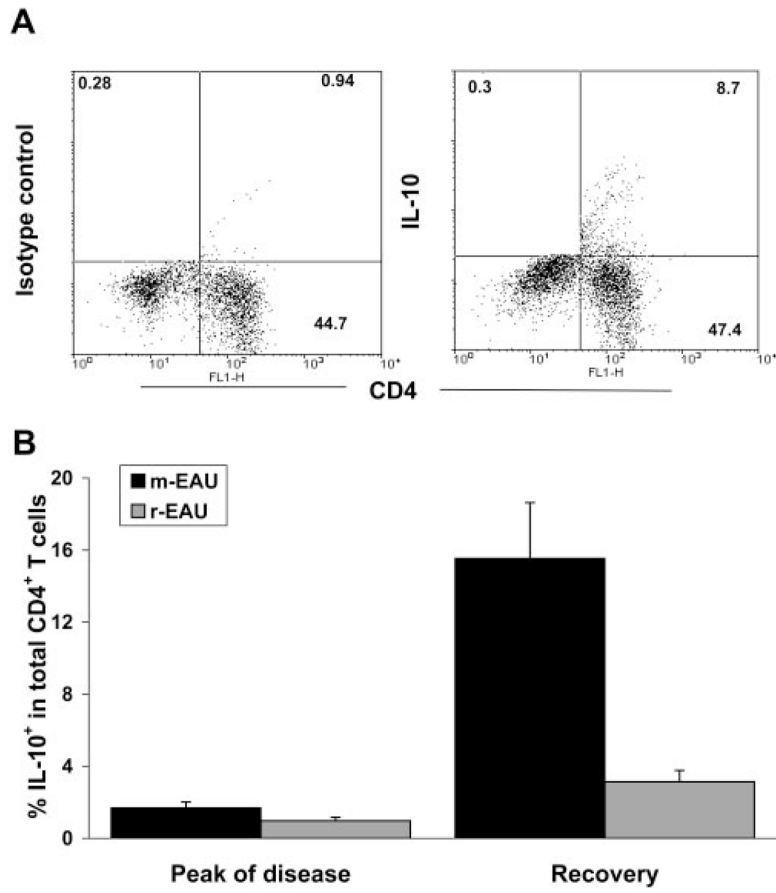 A
Isotype control
0.28
0.94
44.7
10⁰ 10¹ 10² 10³ 10⁴
FL1-H
IL-10
0.3
8.7
47.4
10⁰ 10¹ 10² 10³ 10⁴
FL1-H
CD4
B
% IL-10⁺ in total CD4⁺ T cells
20
16
12
8
4
0
m-EAU
r-EAU
Peak of disease
Recovery